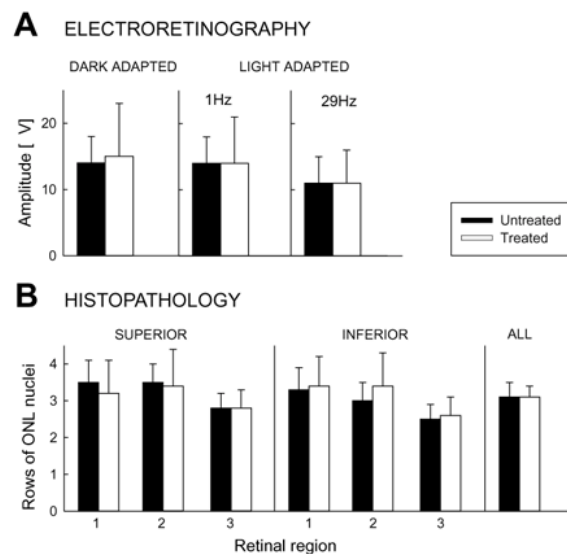 A ELECTRORETINOGRAPHY
DARK ADAPTED LIGHT ADAPTED
1Hz 29Hz
Amplitude [ V]
20
10
0
Untreated
Treated
B HISTOPATHOLOGY
SUPERIOR INFERIOR ALL
Rows of ONL nuclei
4
3
2
1
0
1 2 3 1 2 3
Retinal region